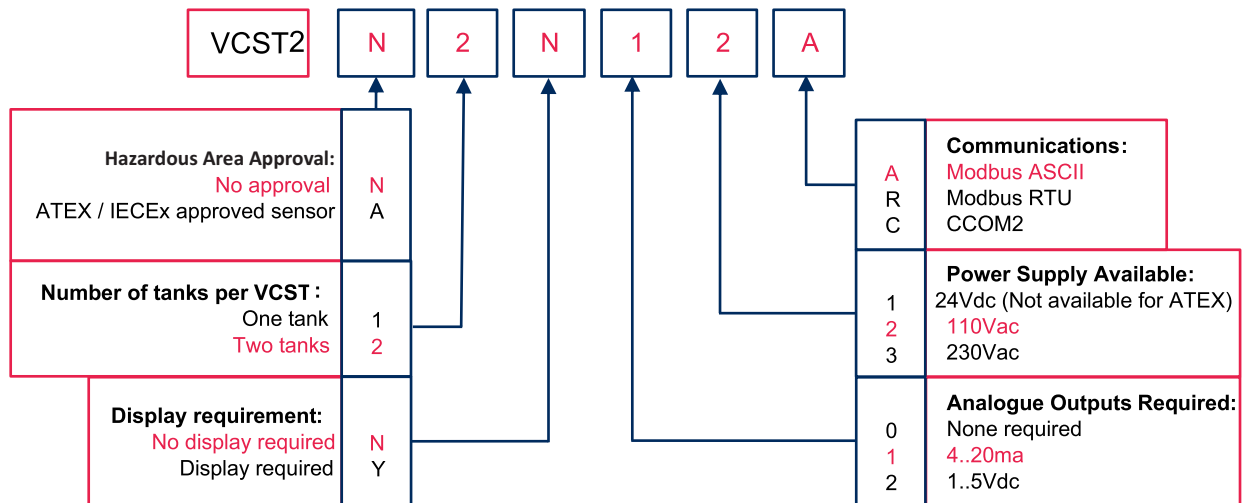 VCST2 N 2 N 1 2 A
Hazardous Area Approval:
No approval N
ATEX / IECEx approved sensor A
Number of tanks per VCST:
One tank 1
Two tanks 2
Display requirement:
No display required N
Display required Y
Communications:
A Modbus ASCII
R Modbus RTU
C CCOM2
Power Supply Available:
1 24Vdc (Not available for ATEX)
2 110Vac
3 230Vac
Analogue Outputs Required:
0 None required
1 4..20ma
2 1..5Vdc